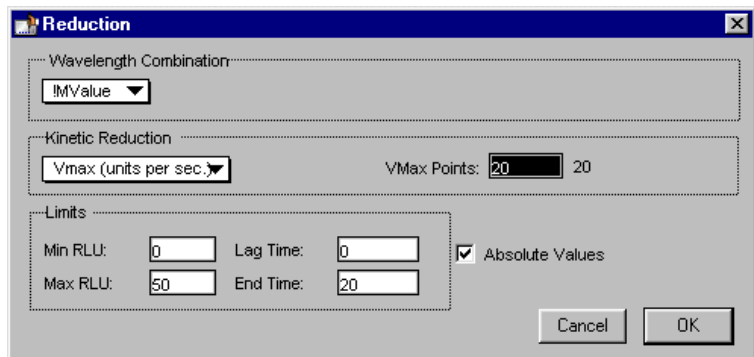 Reduction
Wavelength Combination
!MValue
Kinetic Reduction
Vmax (units per sec.) VMax Points: 20 20
Limits
Min RLU: 0 Lag Time: 0
Absolute Values
Max RLU: 50 End Time: 20
Cancel OK